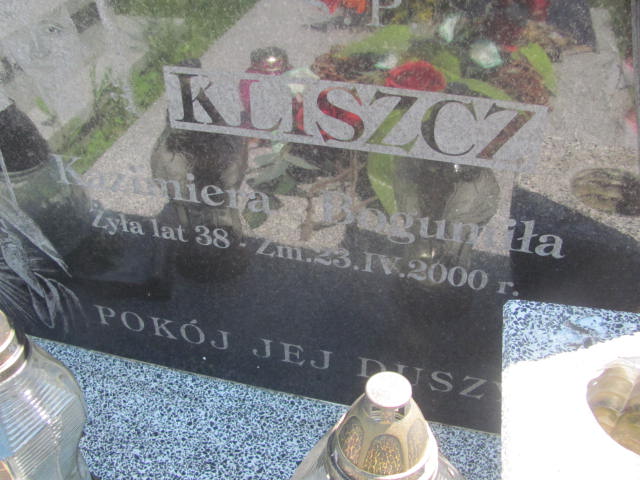 P
KLISZCZ
Kazimiera - Bogumiła
Żyła lat 38 - Zm.23.IV.2000 r.
POKÓJ JEJ DUSZY